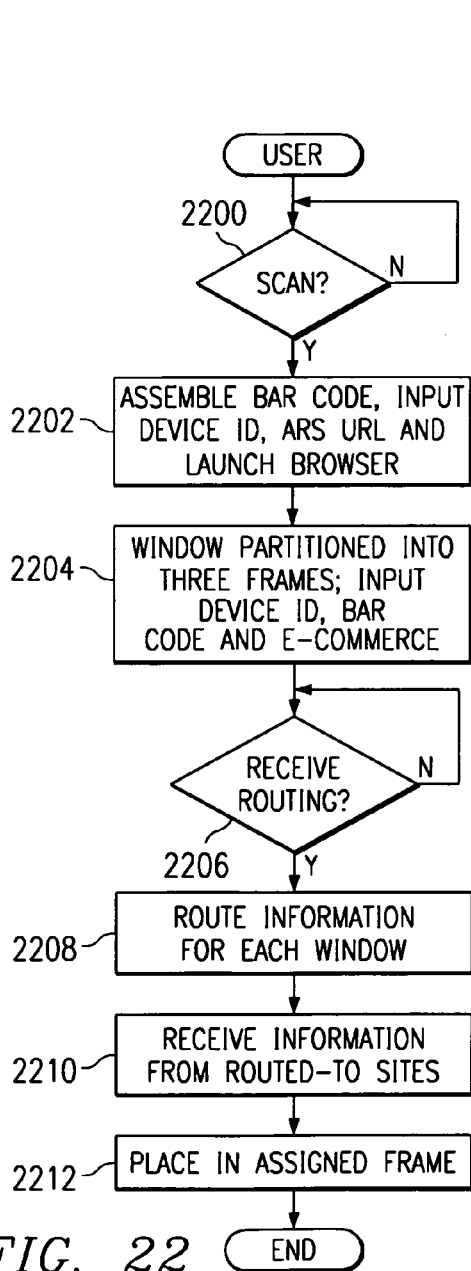 USER
2200
SCAN?
N
Y
2202
ASSEMBLE BAR CODE, INPUT
DEVICE ID, ARS URL AND
LAUNCH BROWSER
2204
WINDOW PARTITIONED INTO
THREE FRAMES; INPUT
DEVICE ID, BAR
CODE AND E-COMMERCE
RECEIVE
ROUTING?
N
2206
Y
2208
ROUTE INFORMATION
FOR EACH WINDOW
2210
RECEIVE INFORMATION
FROM ROUTED-TO SITES
2212
PLACE IN ASSIGNED FRAME
FIG. 22
END